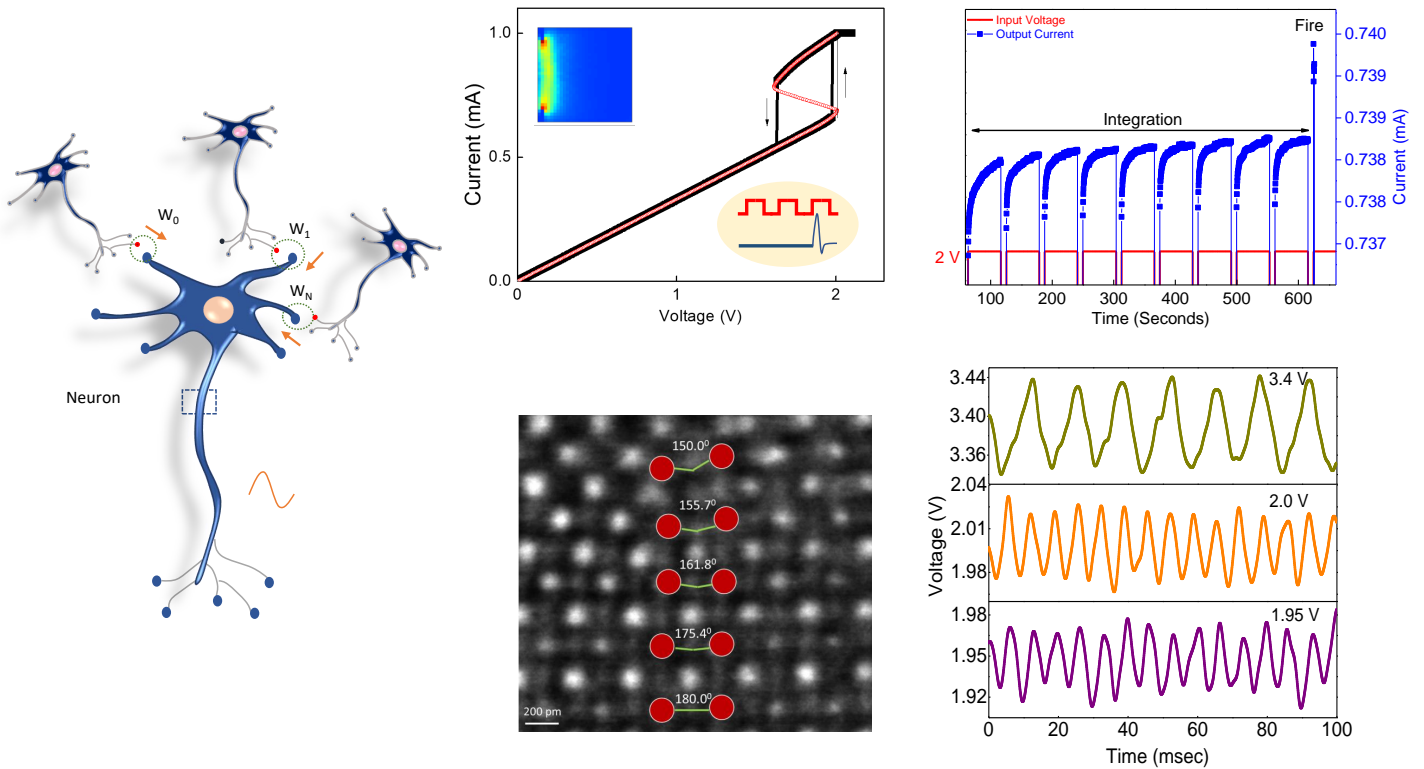 W0
W1
WN
Neuron
Current (mA)
1.0
0.5
0.0
0
1
2
Voltage (V)
Input Voltage
Output Current
Fire
Integration
2 V
0.740
0.739
0.739
0.738
0.738
0.737
Current (mA)
100
200
300
400
500
600
Time (Seconds)
150.0⁰
155.7⁰
161.8⁰
175.4⁰
180.0⁰
200 pm
3.44
3.40
3.36
3.4 V
2.04
2.01
1.98
2.0 V
1.98
1.95
1.92
1.95 V
Voltage (V)
0
20
40
60
80
100
Time (msec)